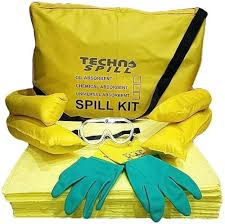 TECHNO
SPILL
OIL ABSORBENT
CHEMICAL ABSORBENT
UNIVERSAL ABSORBENT
SPILL KIT